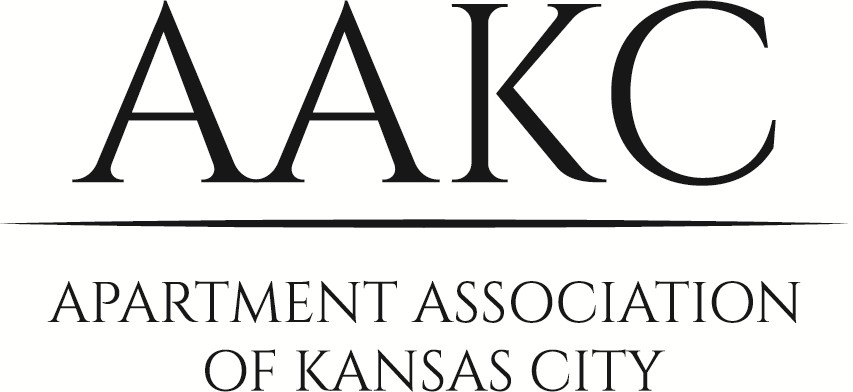 AAKC
APARTMENT ASSOCIATION
OF KANSAS CITY